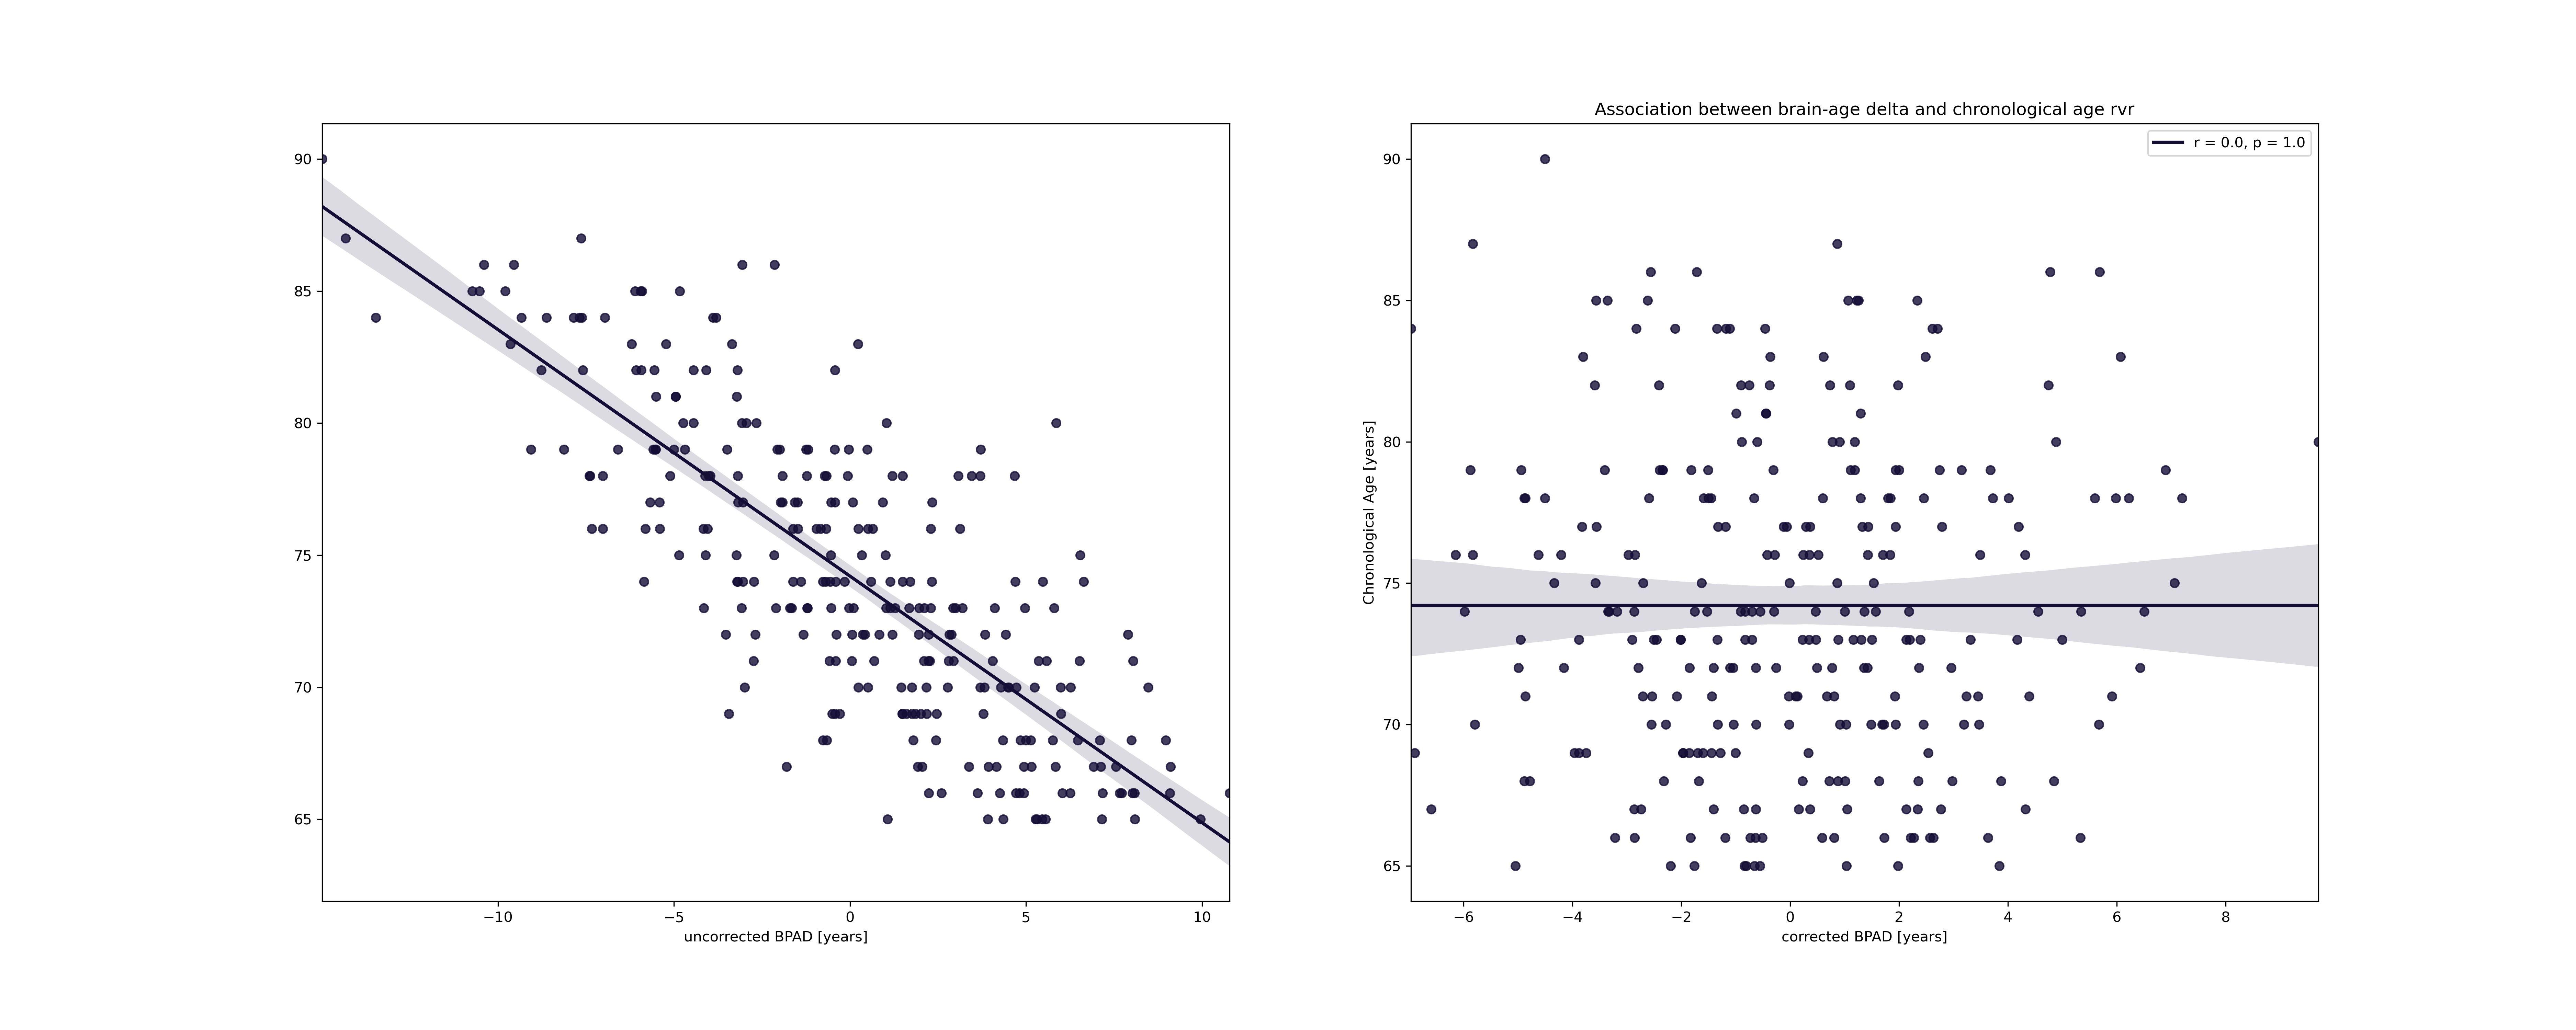 90
85
80
75
70
65
−10 −5 0 5 10
uncorrected BPAD [years]
Association between brain-age delta and chronological age rvr
r = 0.0, p = 1.0
Chronological Age [years]
90
85
80
75
70
65
−6 −4 −2 0 2 4 6 8
corrected BPAD [years]